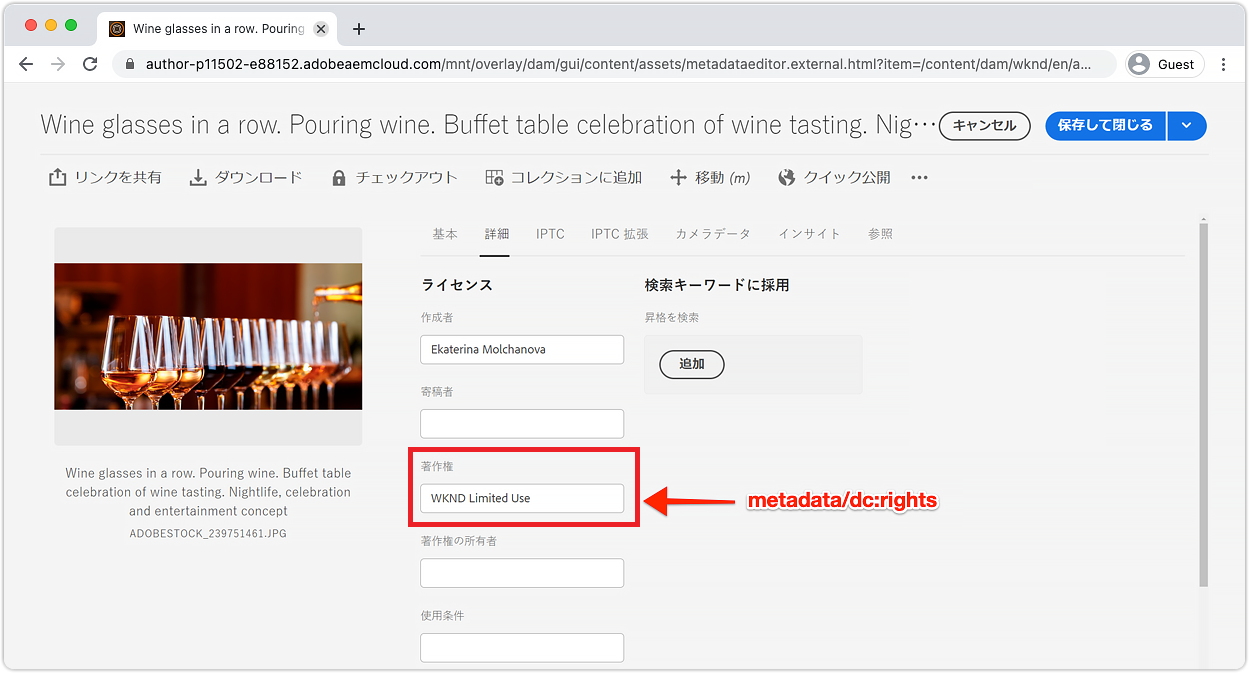 Wine glasses in a row. Pouring
author-p11502-e88152.adobeaemcloud.com/mnt/overlay/dam/gui/content/assets/metadataeditor.external.html?item=/content/dam/wknd/en/a...
Guest
Wine glasses in a row. Pouring wine. Buffet table celebration of wine tasting. Nig…
キャンセル
保存して閉じる
リンクを共有
ダウンロード
チェックアウト
コレクションに追加
移動 (m)
クイック公開
基本
詳細
IPTC
IPTC 拡張
カメラデータ
インサイト
参照
ライセンス
検索キーワードに採用
作成者
昇格を検索
Ekaterina Molchanova
追加
寄稿者
著作権
WKND Limited Use
metadata/dc:rights
Wine glasses in a row. Pouring wine. Buffet table
celebration of wine tasting. Nightlife, celebration
and entertainment concept
ADOBESTOCK_239751461.JPG
著作権の所有者
使用条件